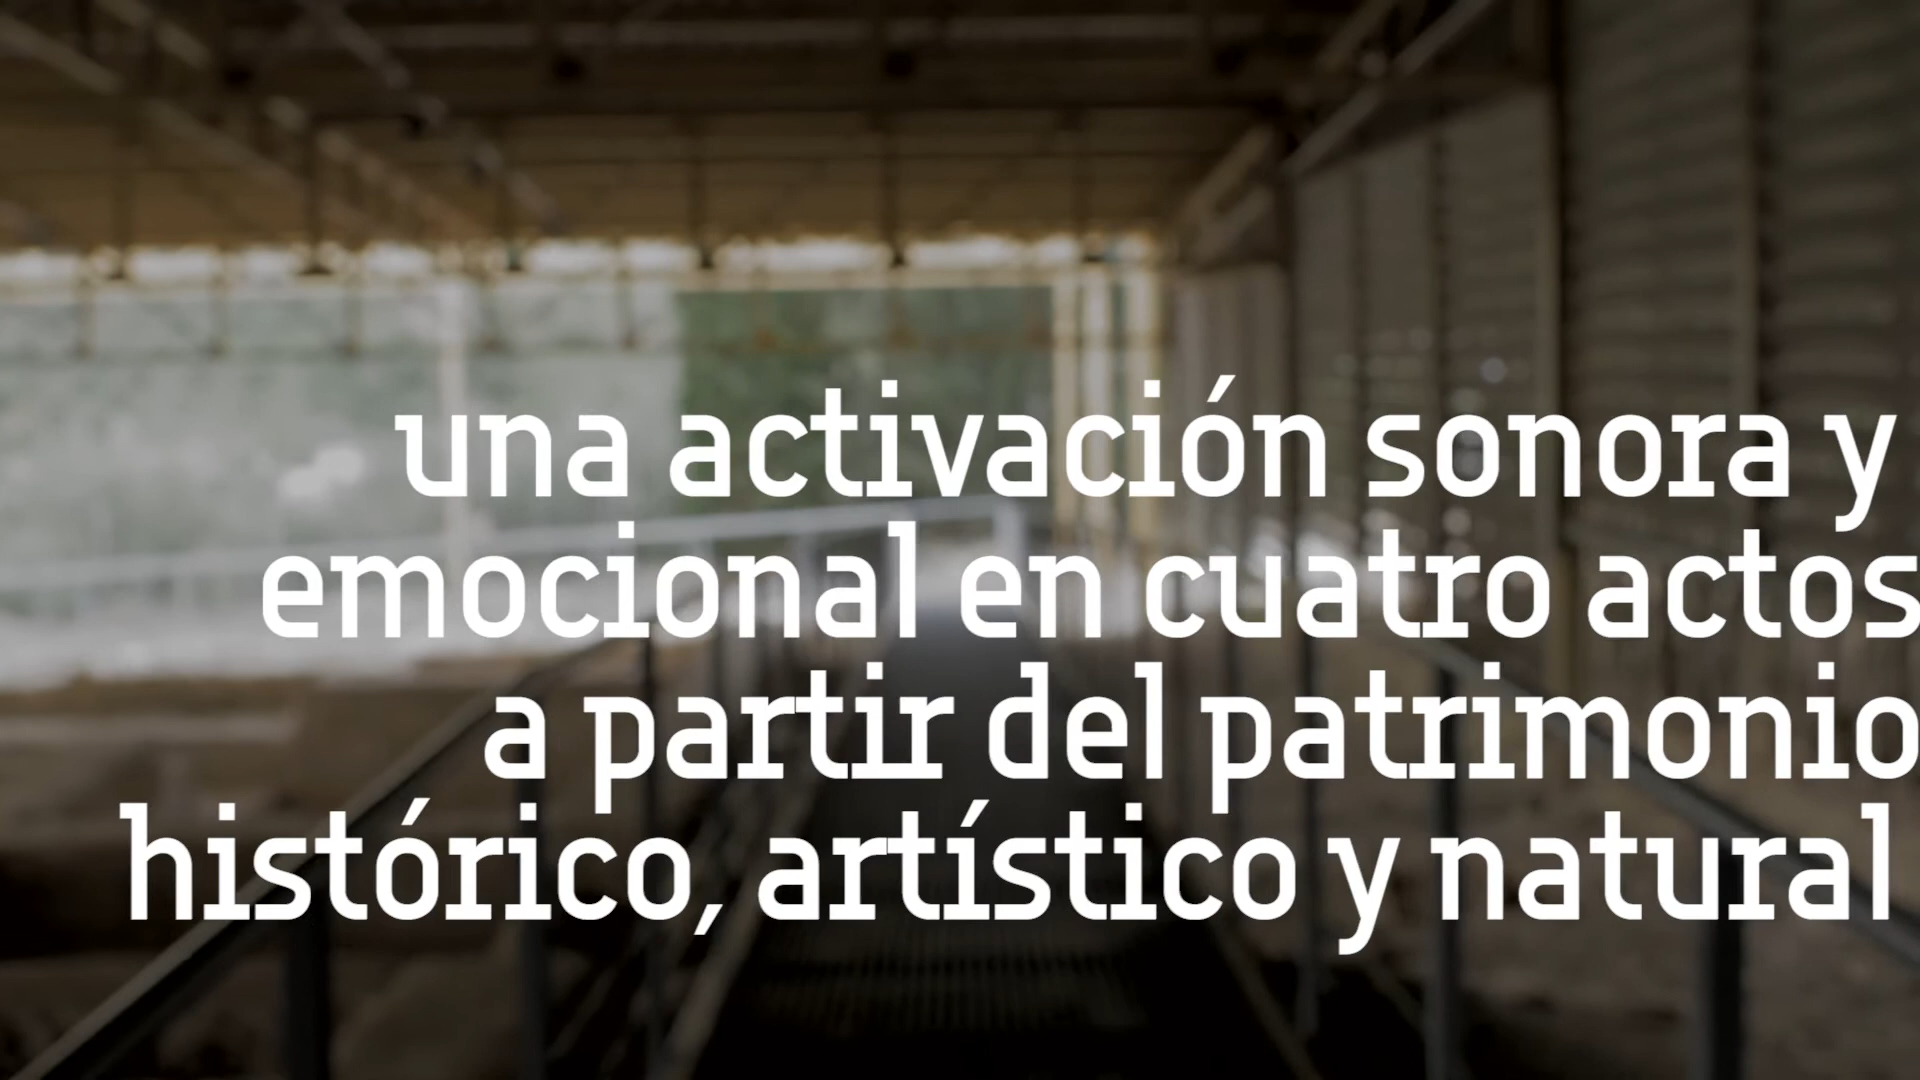 una activación sonora y
emocional en cuatro actos
a partir del patrimonio
histórico, artístico y natural